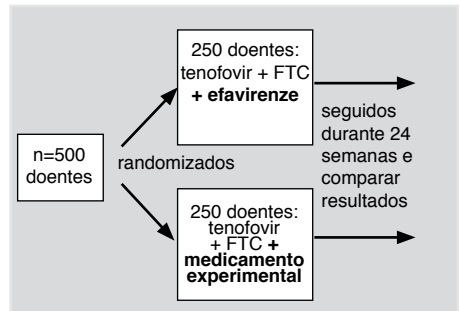 n=500
doentes
randomizados
250 doentes:
tenofovir + FTC
+ efavirenze
250 doentes:
tenofovir
+ FTC +
medicamento
experimental
seguidos
durante 24
semanas e
comparar
resultados